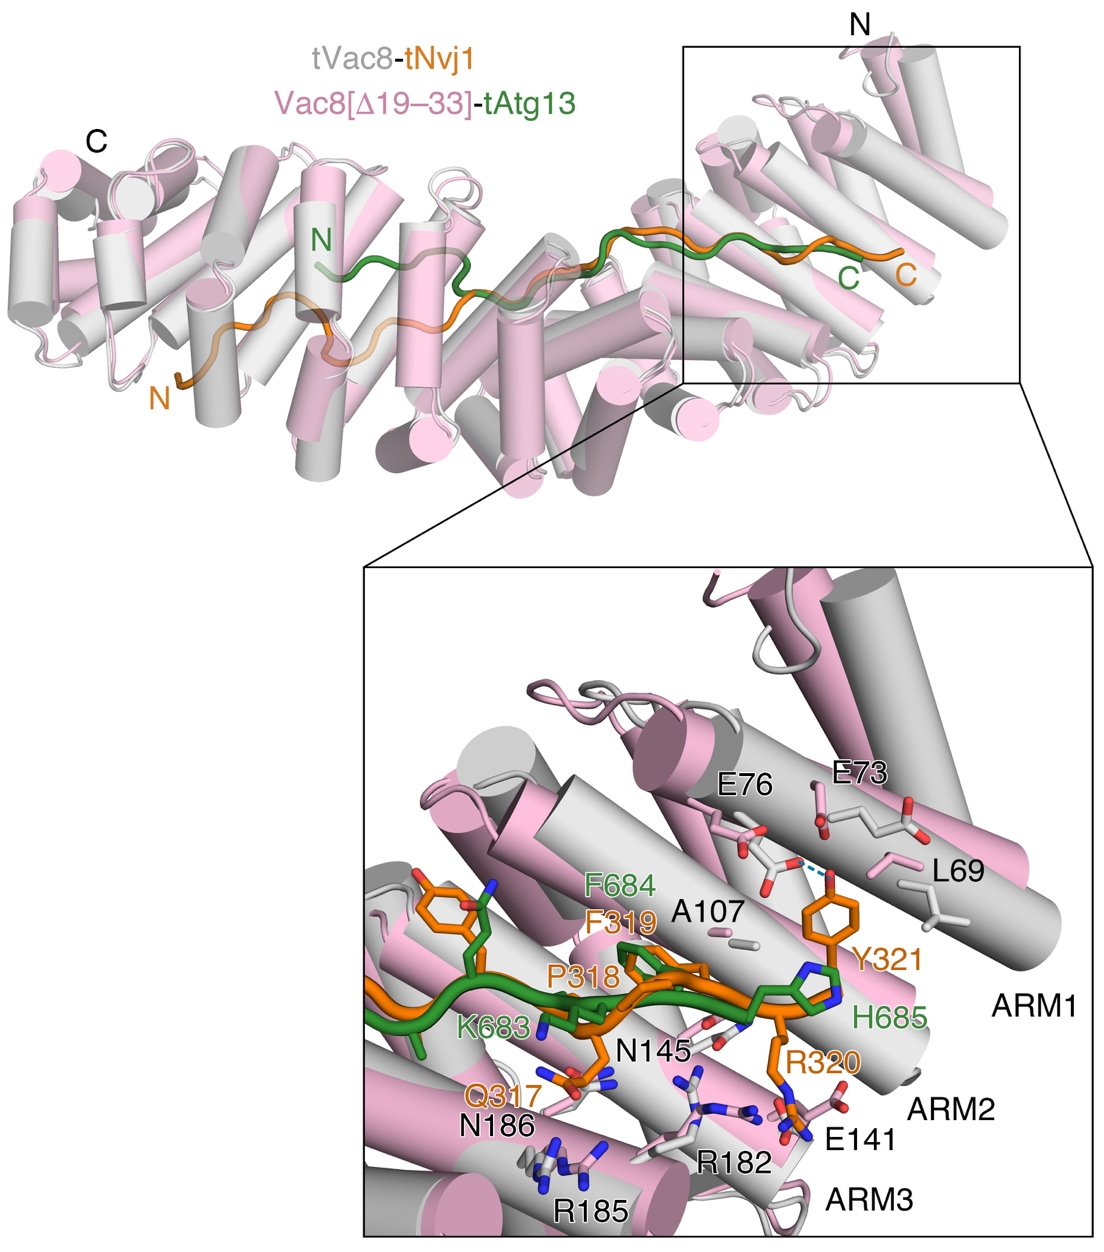 N
tVac8-tNvj1
Vac8[Δ19–33]-tAtg13
C
N
C
C
N
E76
E73
F684
L69
A107
F319
P318
Y321
ARM1
K683
H685
N145
R320
Q317
ARM2
N186
E141
R182
ARM3
R185